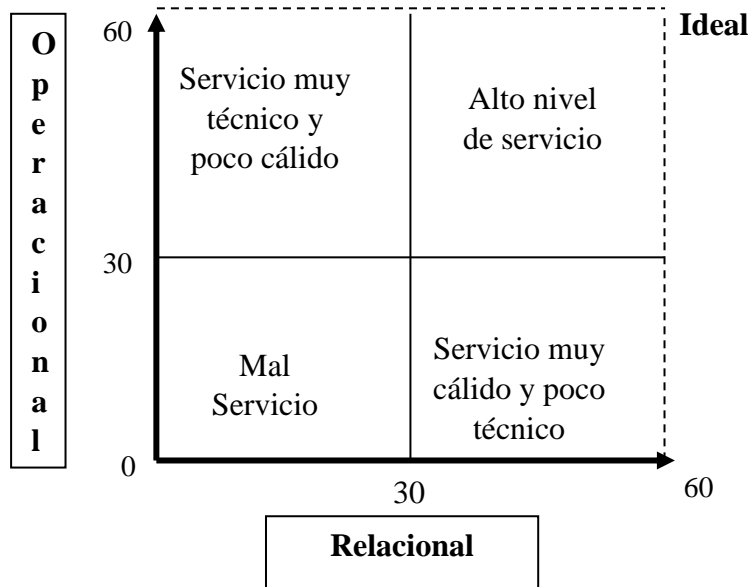 Operacional
60
Ideal
Servicio muy
técnico y
poco cálido
Alto nivel
de servicio
30
Mal
Servicio
Servicio muy
cálido y poco
técnico
0
30
60
Relacional